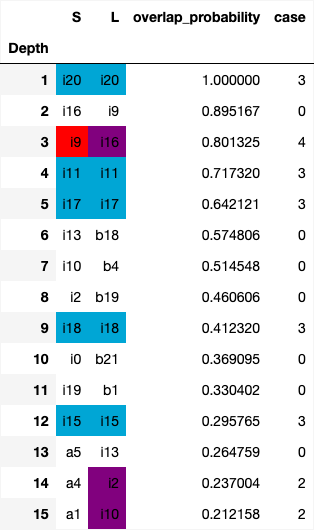 S L overlap_probability case
Depth
1 i20 i20 1.000000 3
2 i16 i9 0.895167 0
3 i9 i16 0.801325 4
4 i11 i11 0.717320 3
5 i17 i17 0.642121 3
6 i13 b18 0.574806 0
7 i10 b4 0.514548 0
8 i2 b19 0.460606 0
9 i18 i18 0.412320 3
10 i0 b21 0.369095 0
11 i19 b1 0.330402 0
12 i15 i15 0.295765 3
13 a5 i13 0.264759 0
14 a4 i2 0.237004 2
15 a1 i10 0.212158 2